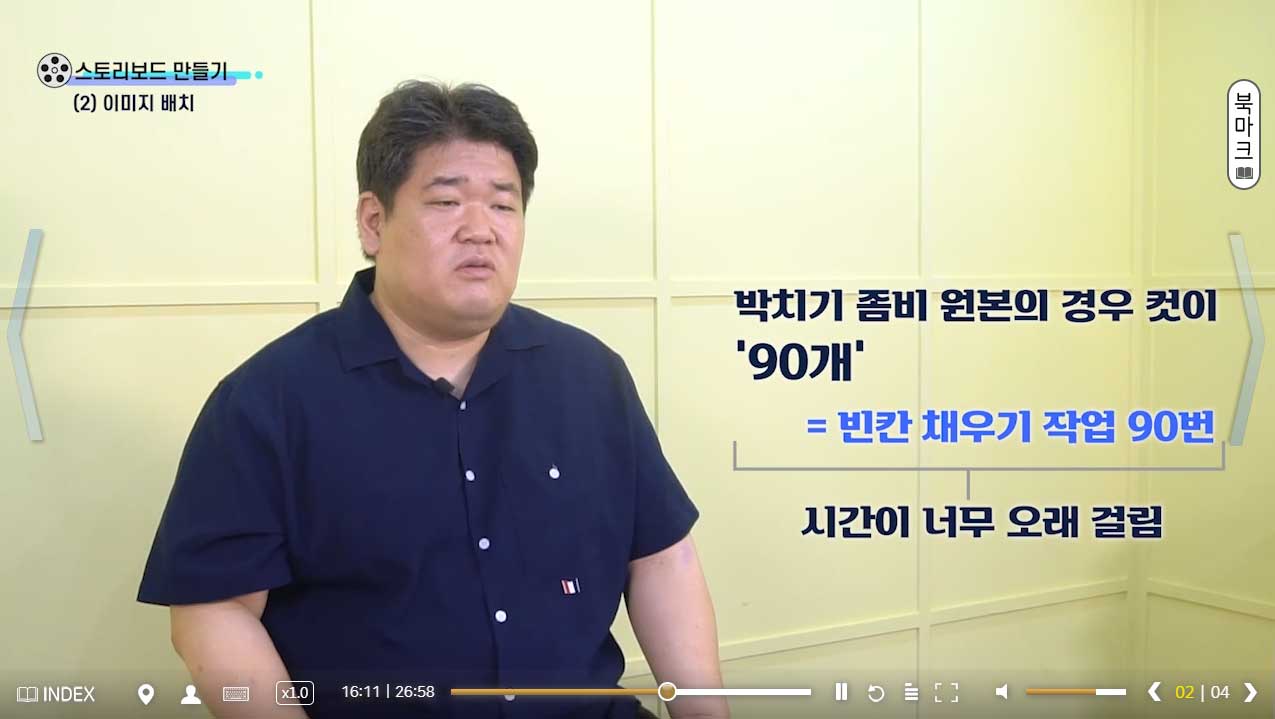 스토리보드 만들기
(2) 이미지 배치
북마크
박치기 좀비 원본의 경우 컷이
'90개'
= 빈칸 채우기 작업 90번
시간이 너무 오래 걸림
INDEX
x1.0
16:11 | 26:58
02 | 04